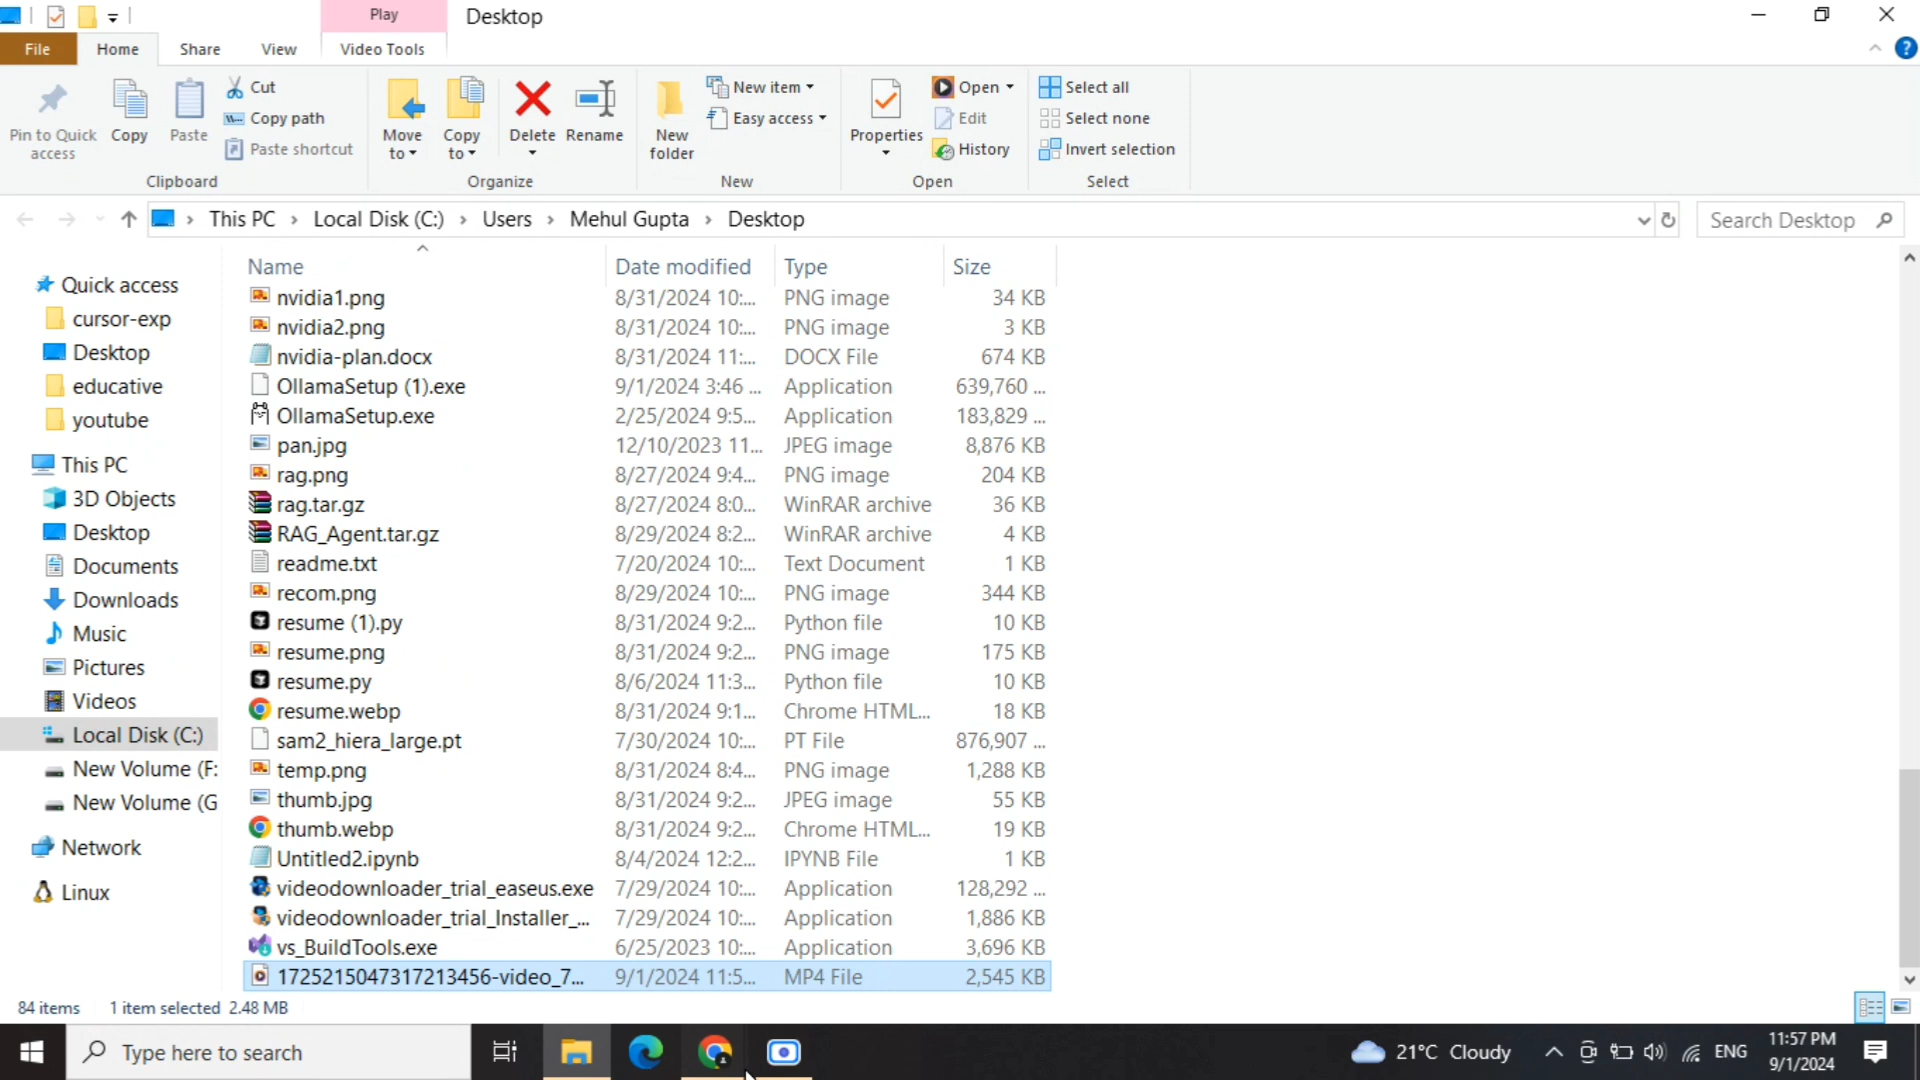 Play
Desktop
File
Home
Share
View
Video Tools
Pin to Quick access
Copy
Paste
Cut
Copy path
Paste shortcut
Clipboard
Move to
Copy to
Delete
Rename
Organize
New folder
New item
Easy access
New
Properties
Open
Edit
History
Open
Select all
Select none
Invert selection
Select
This PC › Local Disk (C:) › Users › Mehul Gupta › Desktop
Search Desktop
Quick access
cursor-exp
Desktop
educative
youtube
This PC
3D Objects
Desktop
Documents
Downloads
Music
Pictures
Videos
Local Disk (C:)
New Volume (F:
New Volume (G
Network
Linux
Name Date modified Type Size
nvidia1.png 8/31/2024 10:... PNG image 34 KB
nvidia2.png 8/31/2024 10:... PNG image 3 KB
nvidia-plan.docx 8/31/2024 11:... DOCX File 674 KB
OllamaSetup (1).exe 9/1/2024 3:46 ... Application 639,760 ...
OllamaSetup.exe 2/25/2024 9:5... Application 183,829 ...
pan.jpg 12/10/2023 11... JPEG image 8,876 KB
rag.png 8/27/2024 9:4... PNG image 204 KB
rag.tar.gz 8/27/2024 8:0... WinRAR archive 36 KB
RAG_Agent.tar.gz 8/29/2024 8:2... WinRAR archive 4 KB
readme.txt 7/20/2024 10:... Text Document 1 KB
recom.png 8/29/2024 10:... PNG image 344 KB
resume (1).py 8/31/2024 9:2... Python file 10 KB
resume.png 8/31/2024 9:2... PNG image 175 KB
resume.py 8/6/2024 11:3... Python file 10 KB
resume.webp 8/31/2024 9:1... Chrome HTML... 18 KB
sam2_hiera_large.pt 7/30/2024 10:... PT File 876,907 ...
temp.png 8/31/2024 8:4... PNG image 1,288 KB
thumb.jpg 8/31/2024 9:2... JPEG image 55 KB
thumb.webp 8/31/2024 9:2... Chrome HTML... 19 KB
Untitled2.ipynb 8/4/2024 12:2... IPYNB File 1 KB
videodownloader_trial_easeus.exe 7/29/2024 10:... Application 128,292 ...
videodownloader_trial_Installer_... 7/29/2024 10:... Application 1,886 KB
vs_BuildTools.exe 6/25/2023 10:... Application 3,696 KB
1725215047317213456-video_7... 9/1/2024 11:5... MP4 File 2,545 KB
84 items 1 item selected 2.48 MB
Type here to search
21°C Cloudy
ENG
11:57 PM
9/1/2024